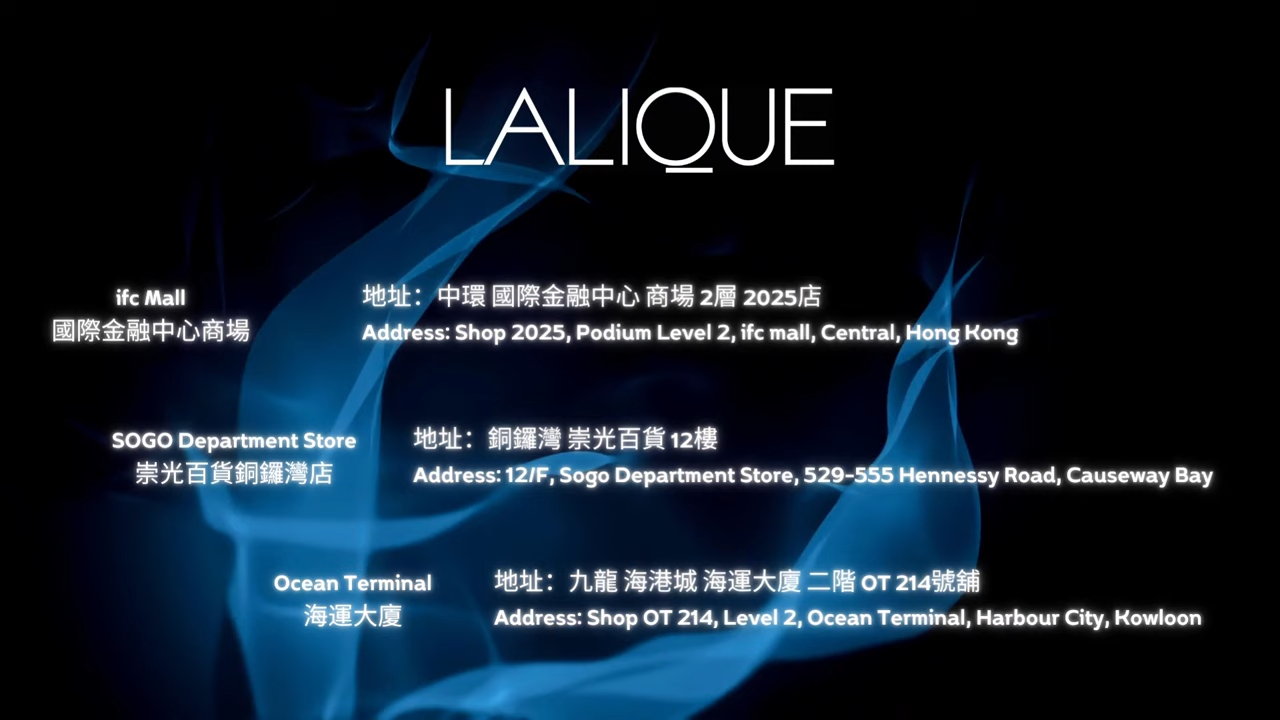 LALIQUE
ifc Mall
國際金融中心商場
地址：中環 國際金融中心 商場 2層 2025店
Address: Shop 2025, Podium Level 2, ifc mall, Central, Hong Kong
SOGO Department Store
崇光百貨銅鑼灣店
地址：銅鑼灣 崇光百貨 12樓
Address: 12/F, Sogo Department Store, 529-555 Hennessy Road, Causeway Bay
Ocean Terminal
海運大廈
地址：九龍 海港城 海運大廈 二階 OT 214號舖
Address: Shop OT 214, Level 2, Ocean Terminal, Harbour City, Kowloon